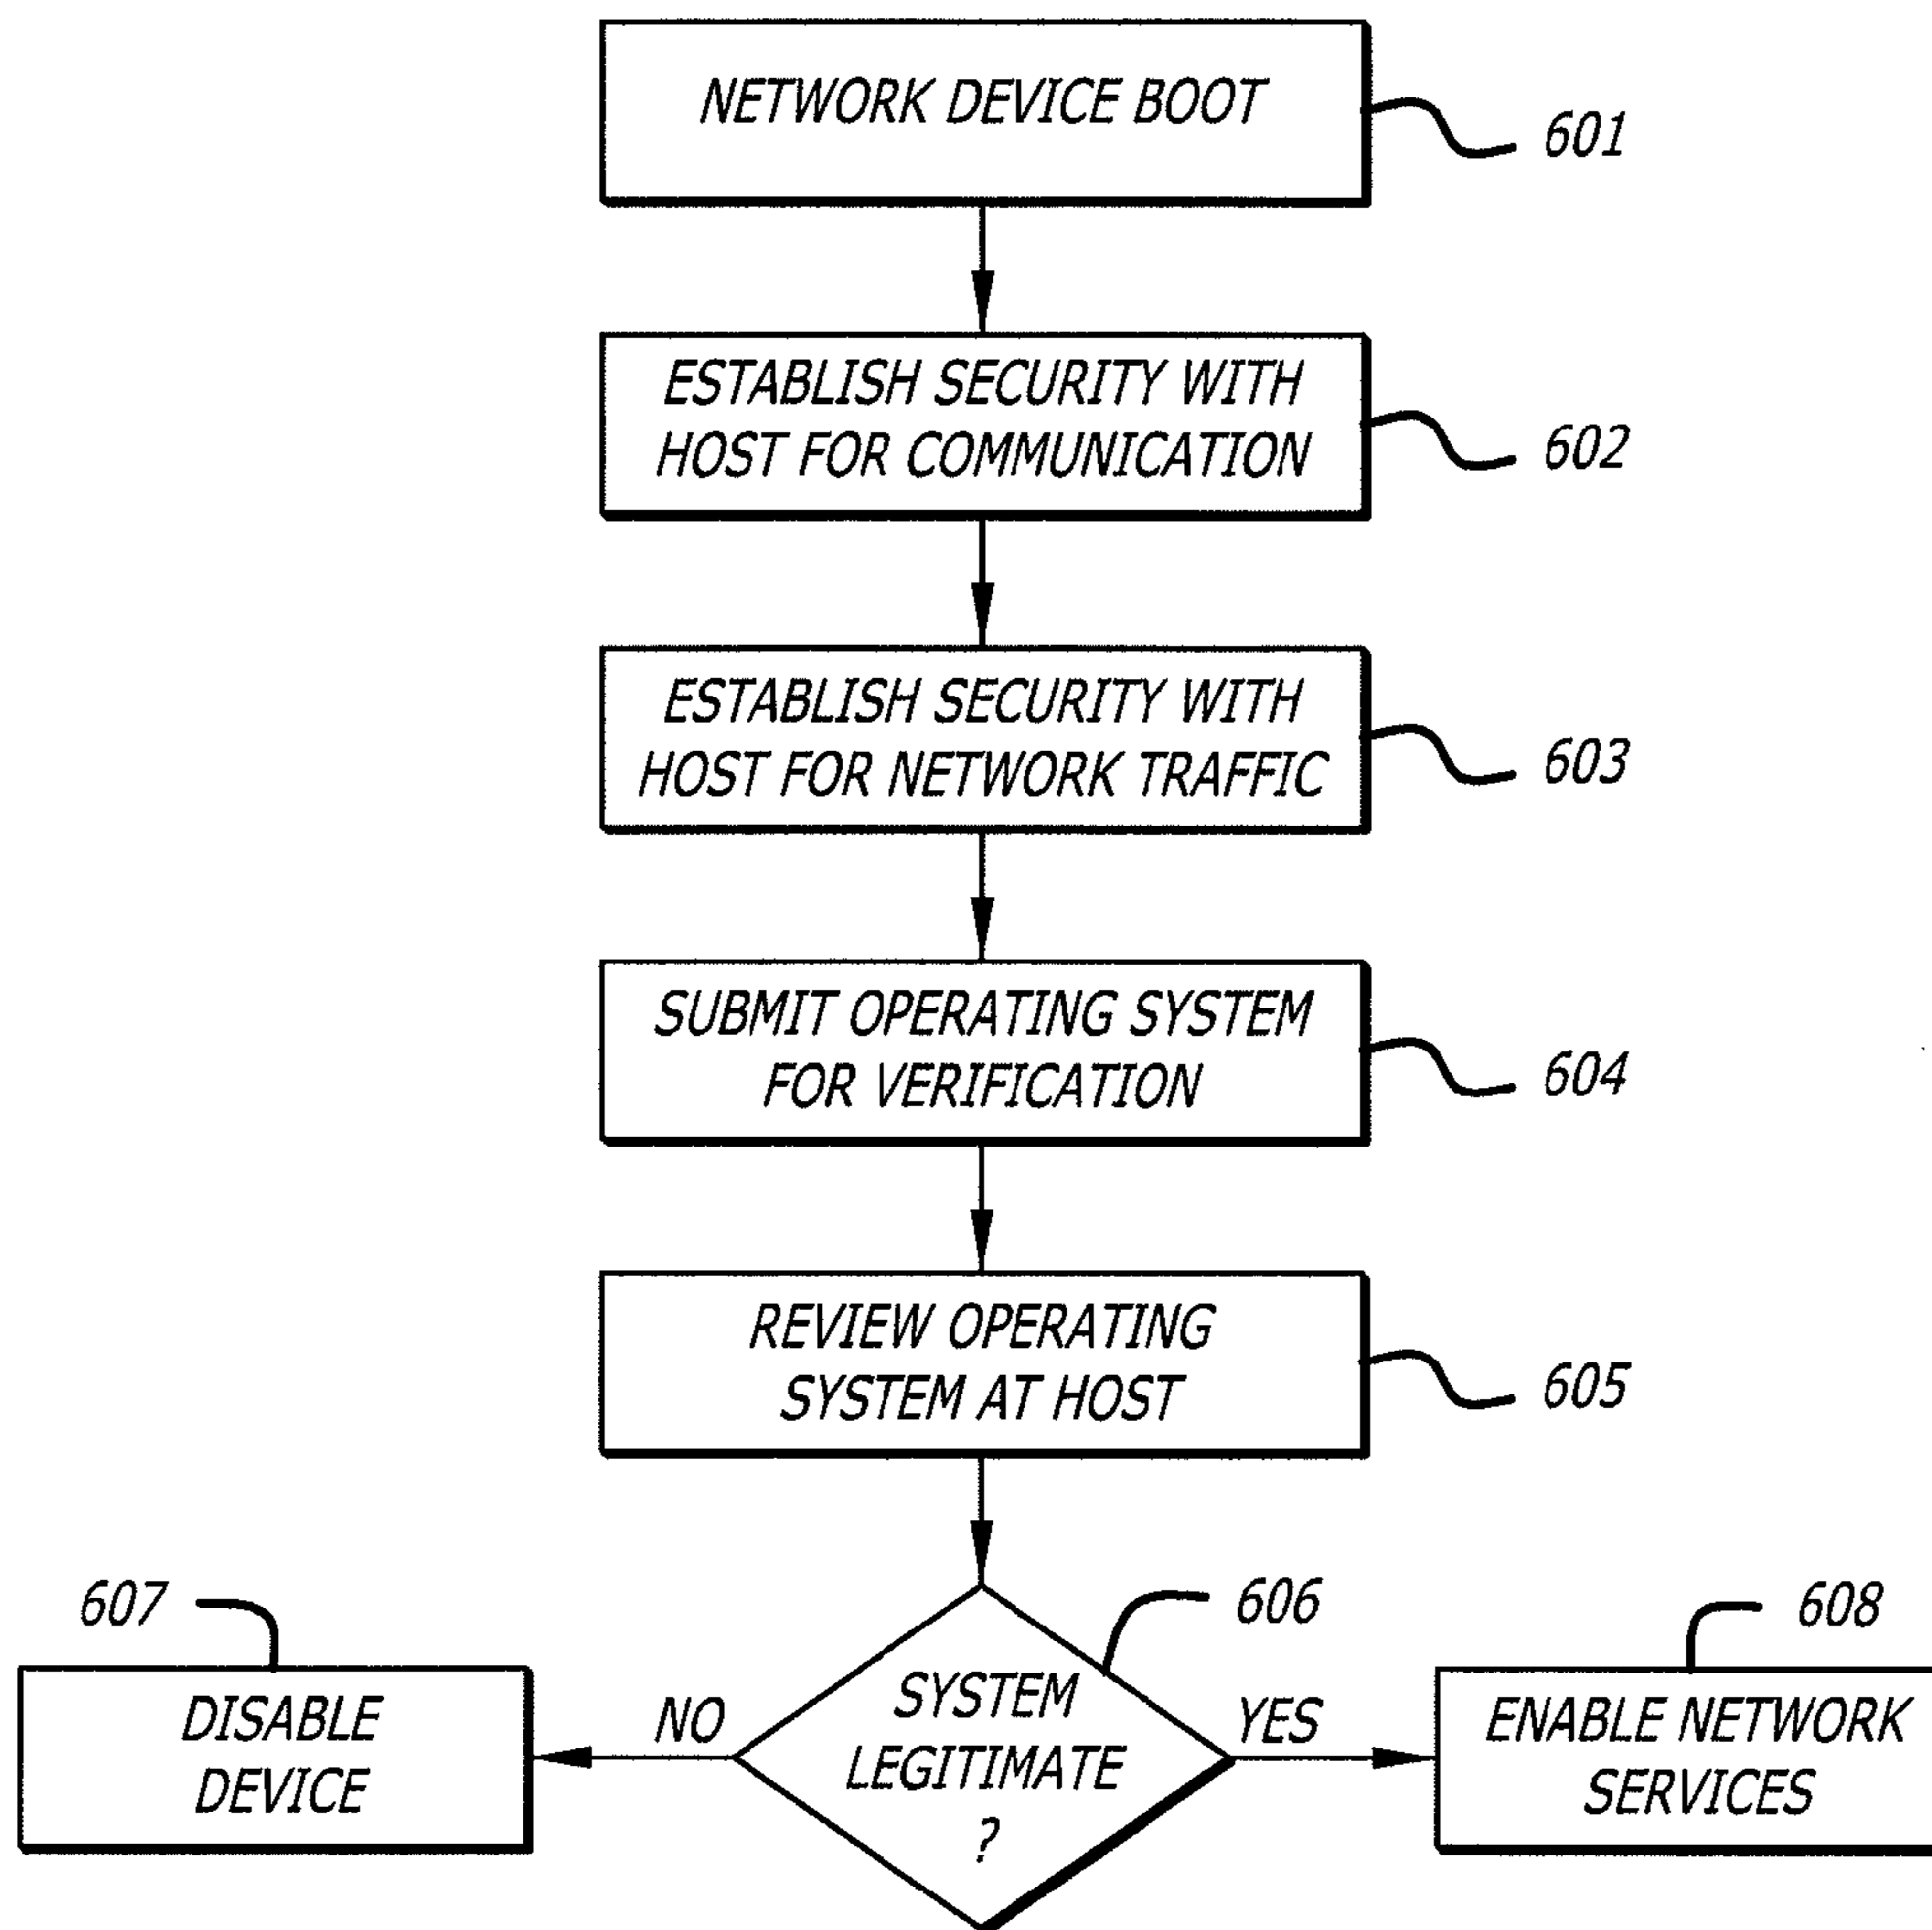 NETWORK DEVICE BOOT
601
ESTABLISH SECURITY WITH
HOST FOR COMMUNICATION
602
ESTABLISH SECURITY WITH
HOST FOR NETWORK TRAFFIC
603
SUBMIT OPERATING SYSTEM
FOR VERIFICATION
604
REVIEW OPERATING
SYSTEM AT HOST
605
607
606
608
DISABLE
DEVICE
NO
SYSTEM
LEGITIMATE
?
YES
ENABLE NETWORK
SERVICES